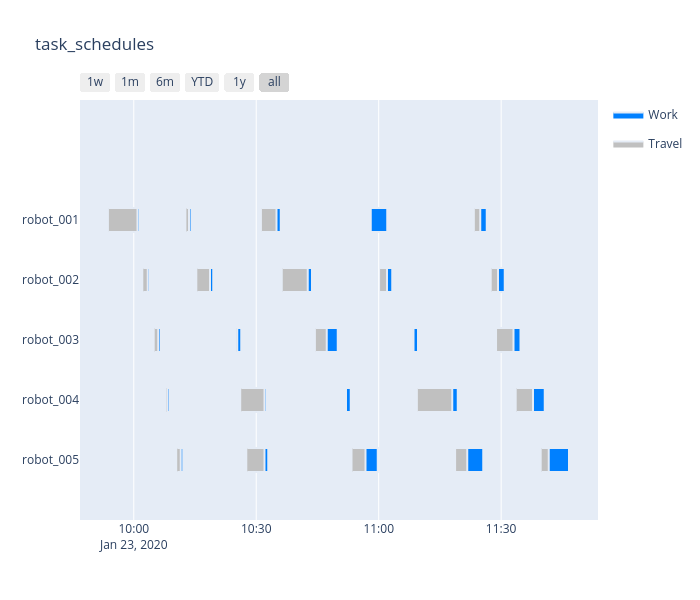 task_schedules
1w 1m 6m YTD 1y all
Work
Travel
robot_001
robot_002
robot_003
robot_004
robot_005
10:00 10:30 11:00 11:30
Jan 23, 2020